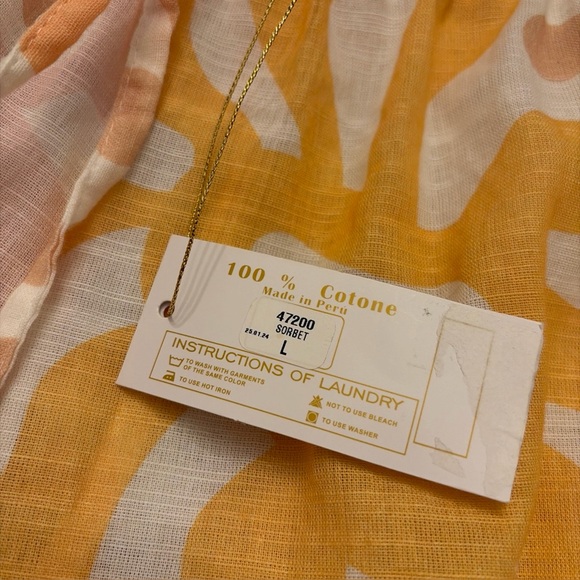 100 % Cotone
Made in Peru
47200
SORBET
25 01.24
L
INSTRUCTIONS OF LAUNDRY
TO WASH WITH GARMENTS
OF THE SAME COLOR
TO USE HOT IRON
NOT TO USE BLEACH
TO USE WASHER